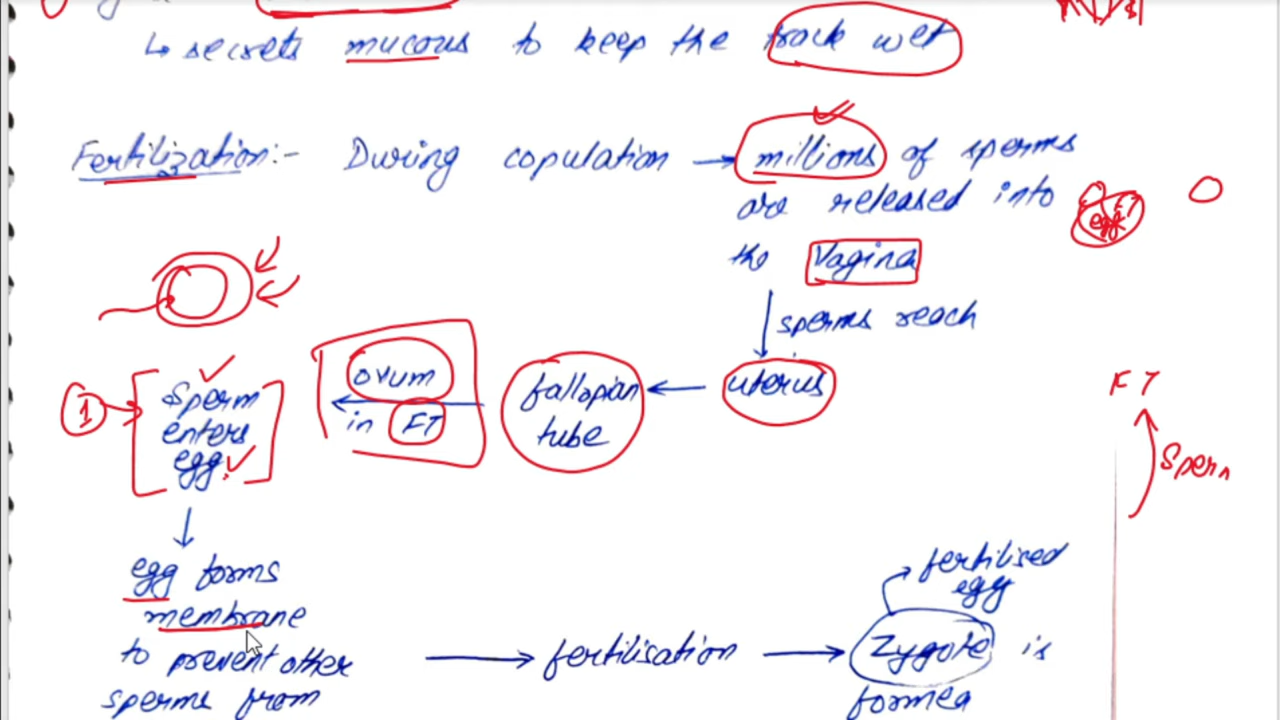 ↳ secrets mucous to keep the track wet
Fertilization:- During copulation → millions of sperms
are released into
the Vagina
egg
↓ sperms reach
uterus
← fallopian
tube
ovum
← in FT
1 → Sperm
enters
egg.
FT
Sperm
↓
egg forms
membrane
to prevent other → fertilisation → Zygote is
sperms from formed
fertilised
egg